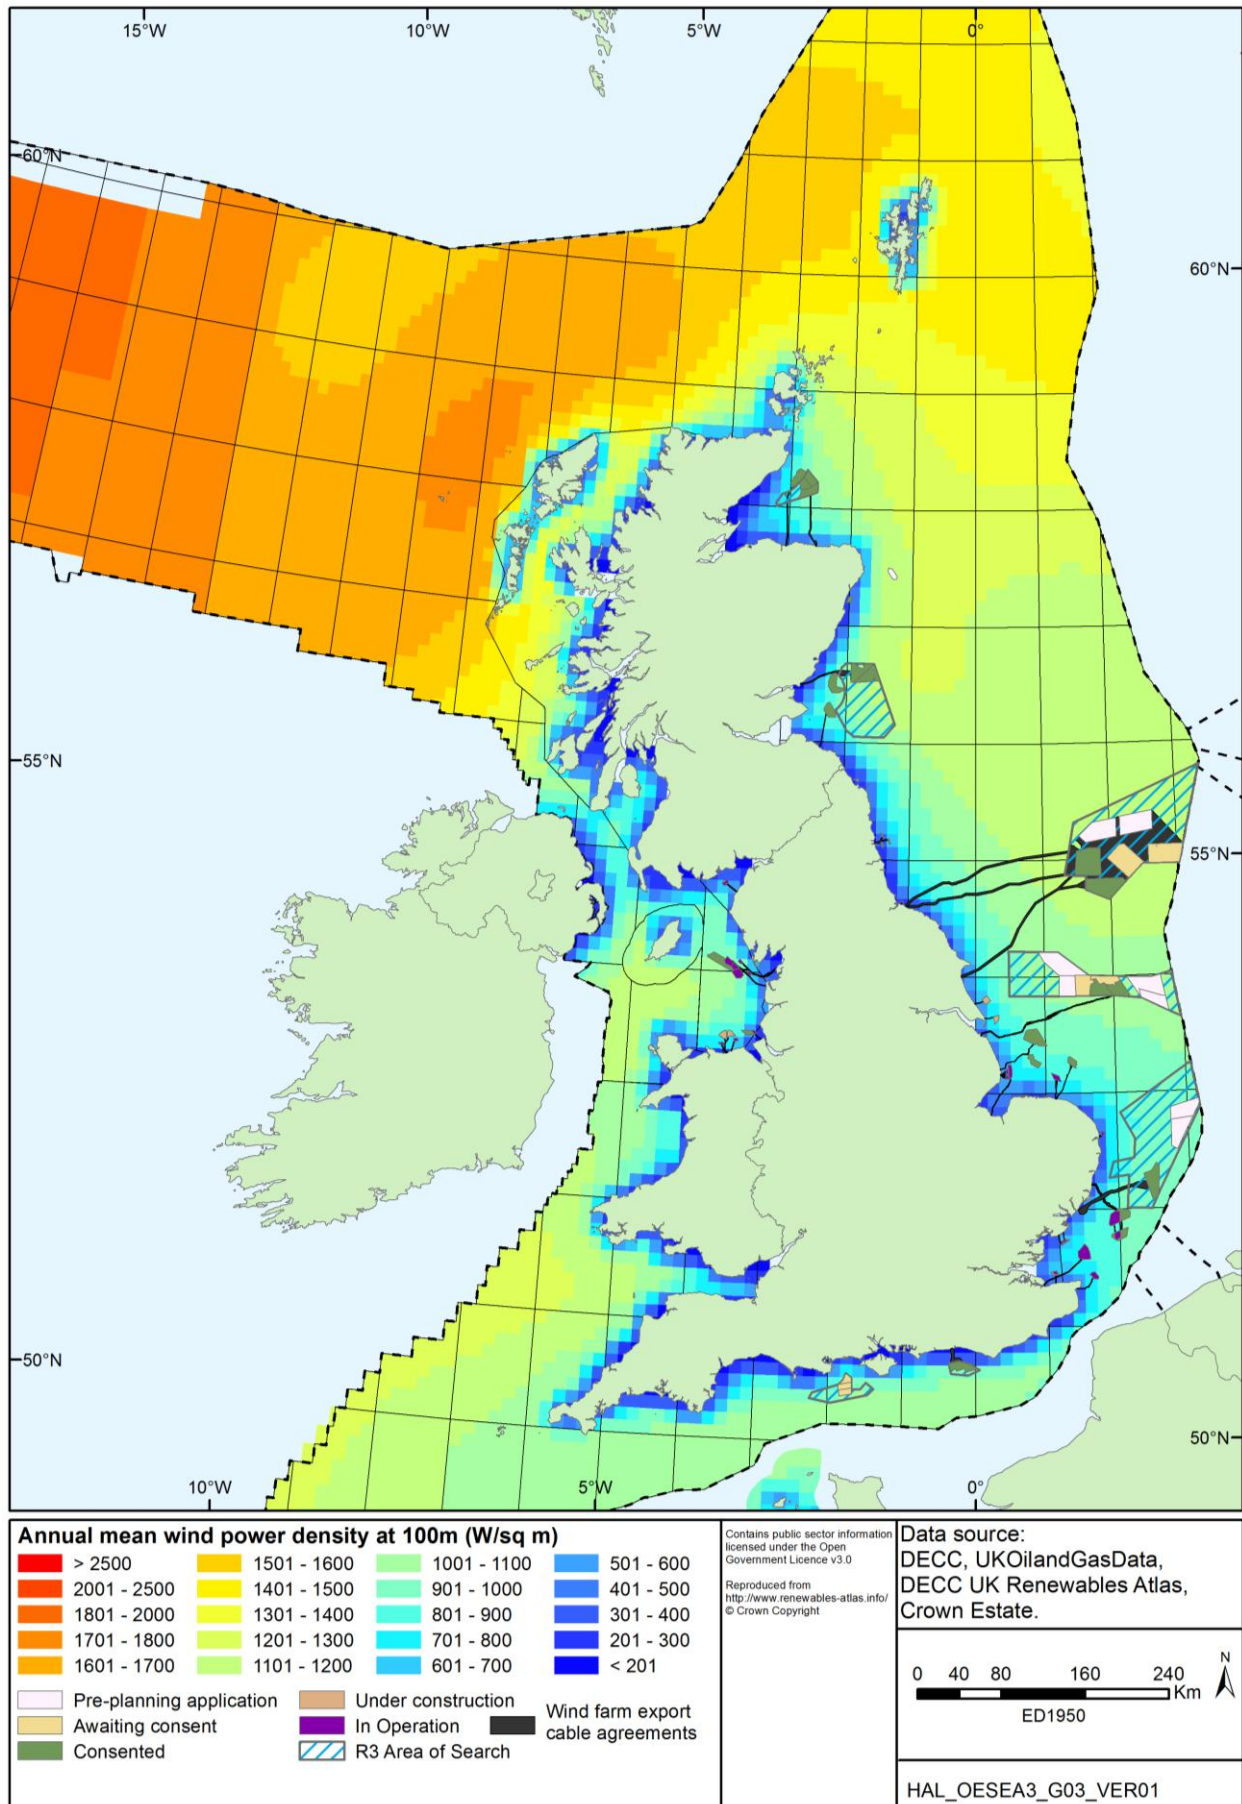 15°W 10°W 5°W 0°
60°N
60°N
55°N
55°N
50°N
50°N
10°W 5°W 0°
Annual mean wind power density at 100m (W/sq m)
> 2500
2001 - 2500
1801 - 2000
1701 - 1800
1601 - 1700
1501 - 1600
1401 - 1500
1301 - 1400
1201 - 1300
1101 - 1200
1001 - 1100
901 - 1000
801 - 900
701 - 800
601 - 700
501 - 600
401 - 500
301 - 400
201 - 300
< 201
Pre-planning application
Awaiting consent
Consented
Under construction
In Operation
R3 Area of Search
Wind farm export
cable agreements
Contains public sector information
licensed under the Open
Government Licence v3.0
Reproduced from
http://www.renewables-atlas.info/
© Crown Copyright
Data source:
DECC, UKOilandGasData,
DECC UK Renewables Atlas,
Crown Estate.
0 40 80 160 240
Km
N
ED1950
HAL_OESEA3_G03_VER01